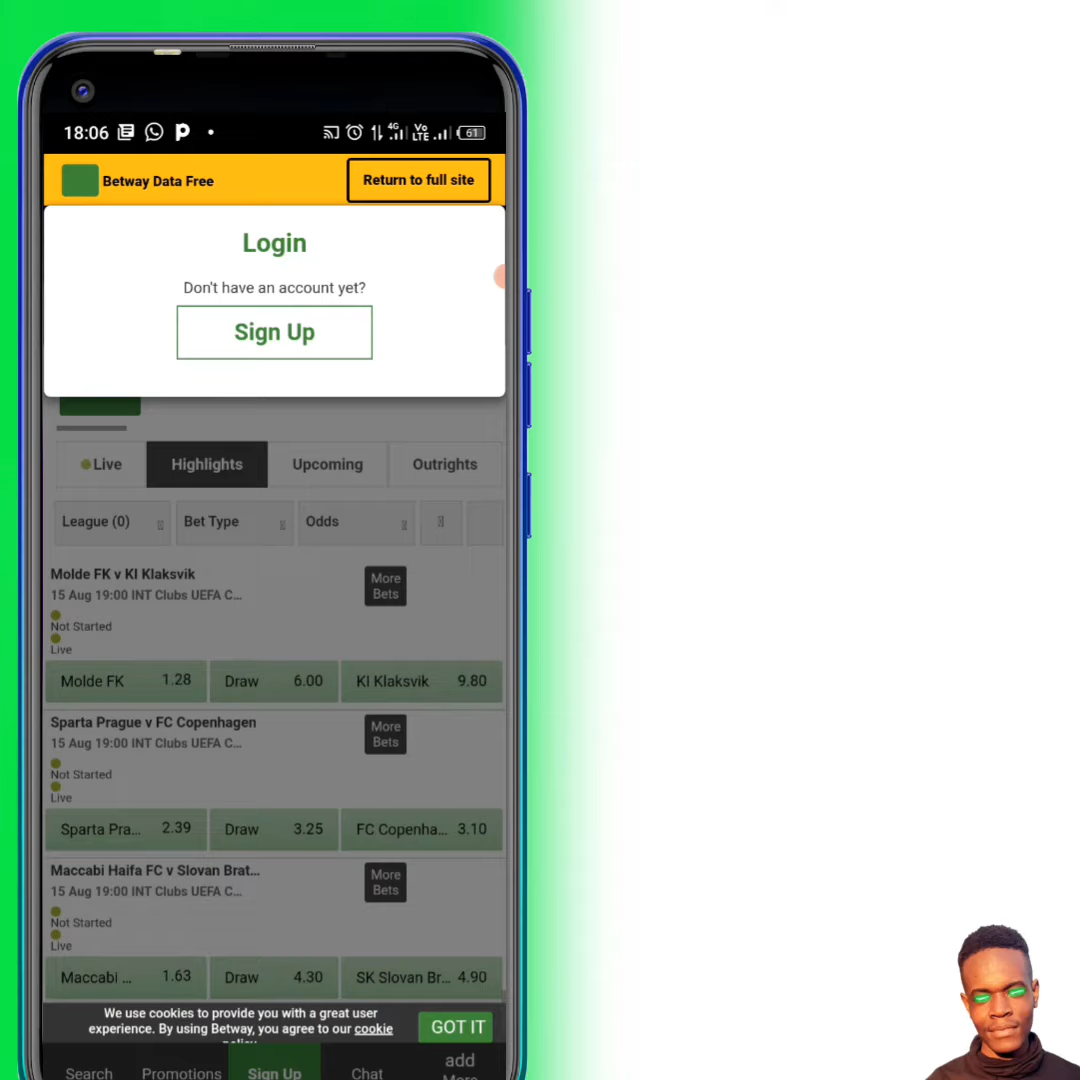 18:06 4G Vo LTE 61
Betway Data Free Return to full site
Login
Don't have an account yet?
Sign Up
Live Highlights Upcoming Outrights
League (0) Bet Type Odds
Molde FK v KI Klaksvik
15 Aug 19:00 INT Clubs UEFA C...
More
Bets
Not Started
Live
Molde FK 1.28 Draw 6.00 KI Klaksvik 9.80
Sparta Prague v FC Copenhagen
15 Aug 19:00 INT Clubs UEFA C...
More
Bets
Not Started
Live
Sparta Pra... 2.39 Draw 3.25 FC Copenha... 3.10
Maccabi Haifa FC v Slovan Brat...
15 Aug 19:00 INT Clubs UEFA C...
More
Bets
Not Started
Live
Maccabi ... 1.63 Draw 4.30 SK Slovan Br... 4.90
We use cookies to provide you with a great user
experience. By using Betway, you agree to our cookie
policy.
GOT IT
Search Promotions Sign Up Chat add
More